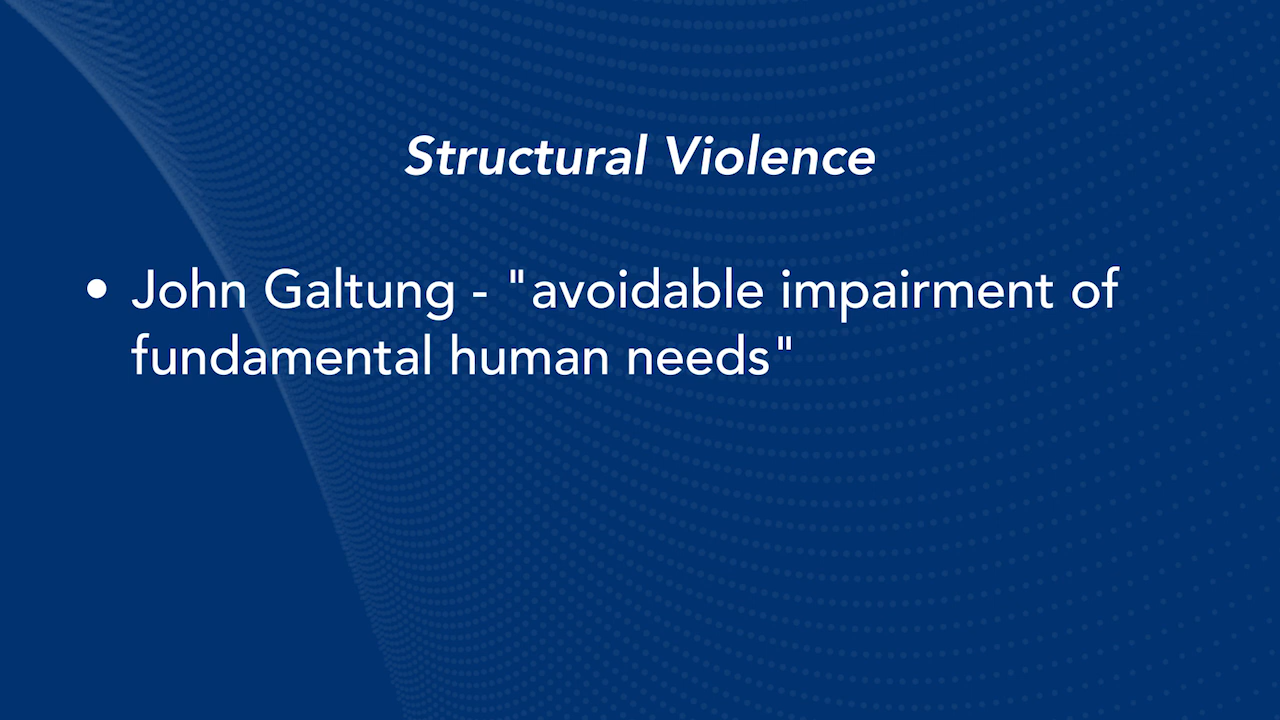 Structural Violence
• John Galtung - "avoidable impairment of
fundamental human needs"